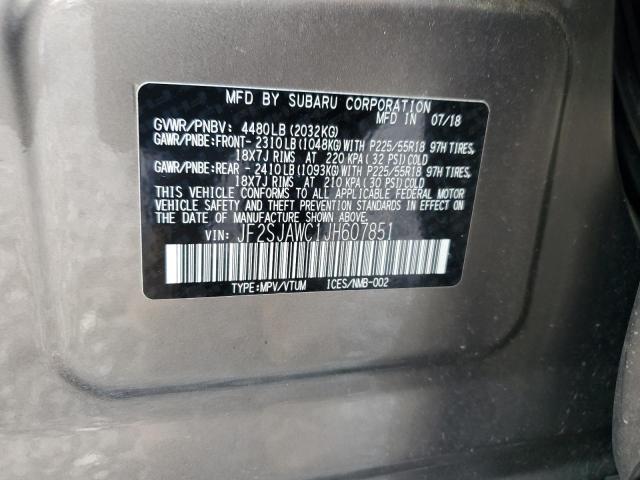 MFD BY SUBARU CORPORATION
MFD IN 07/18
GVWR/PNBV: 4480LB(2032KG)
GAWR/PNBE:FRONT- 2310LB(1048KG)WITH P225/55R18 97H TIRES,
18X7J RIMS AT 220 KPA(32 PSI)COLD
GAWR/PNBE:REAR - 2410LB(1093KG)WITH P225/55R18 97H TIRES,
18X7J RIMS AT 210 KPA(30 PSI)COLD
THIS VEHICLE CONFORMS TO ALL APPLICABLE FEDERAL MOTOR
VEHICLE SAFETY AND THEFT PREVENTION STANDARDS IN EFFECT
ON THE DATE OF MANUFACTURE SHOWN ABOVE.
VIN: JF2SJAWC1JH607851
TYPE:MPV/VTUM ICES/NMB-002